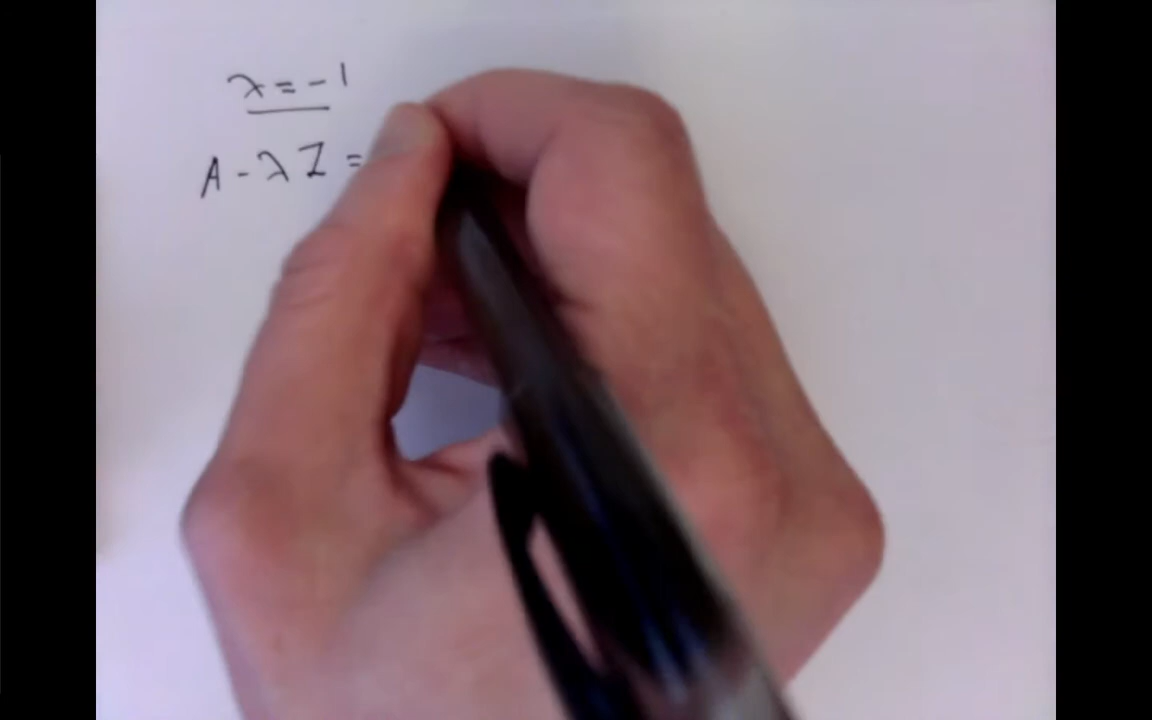 λ = -1
A - λI =